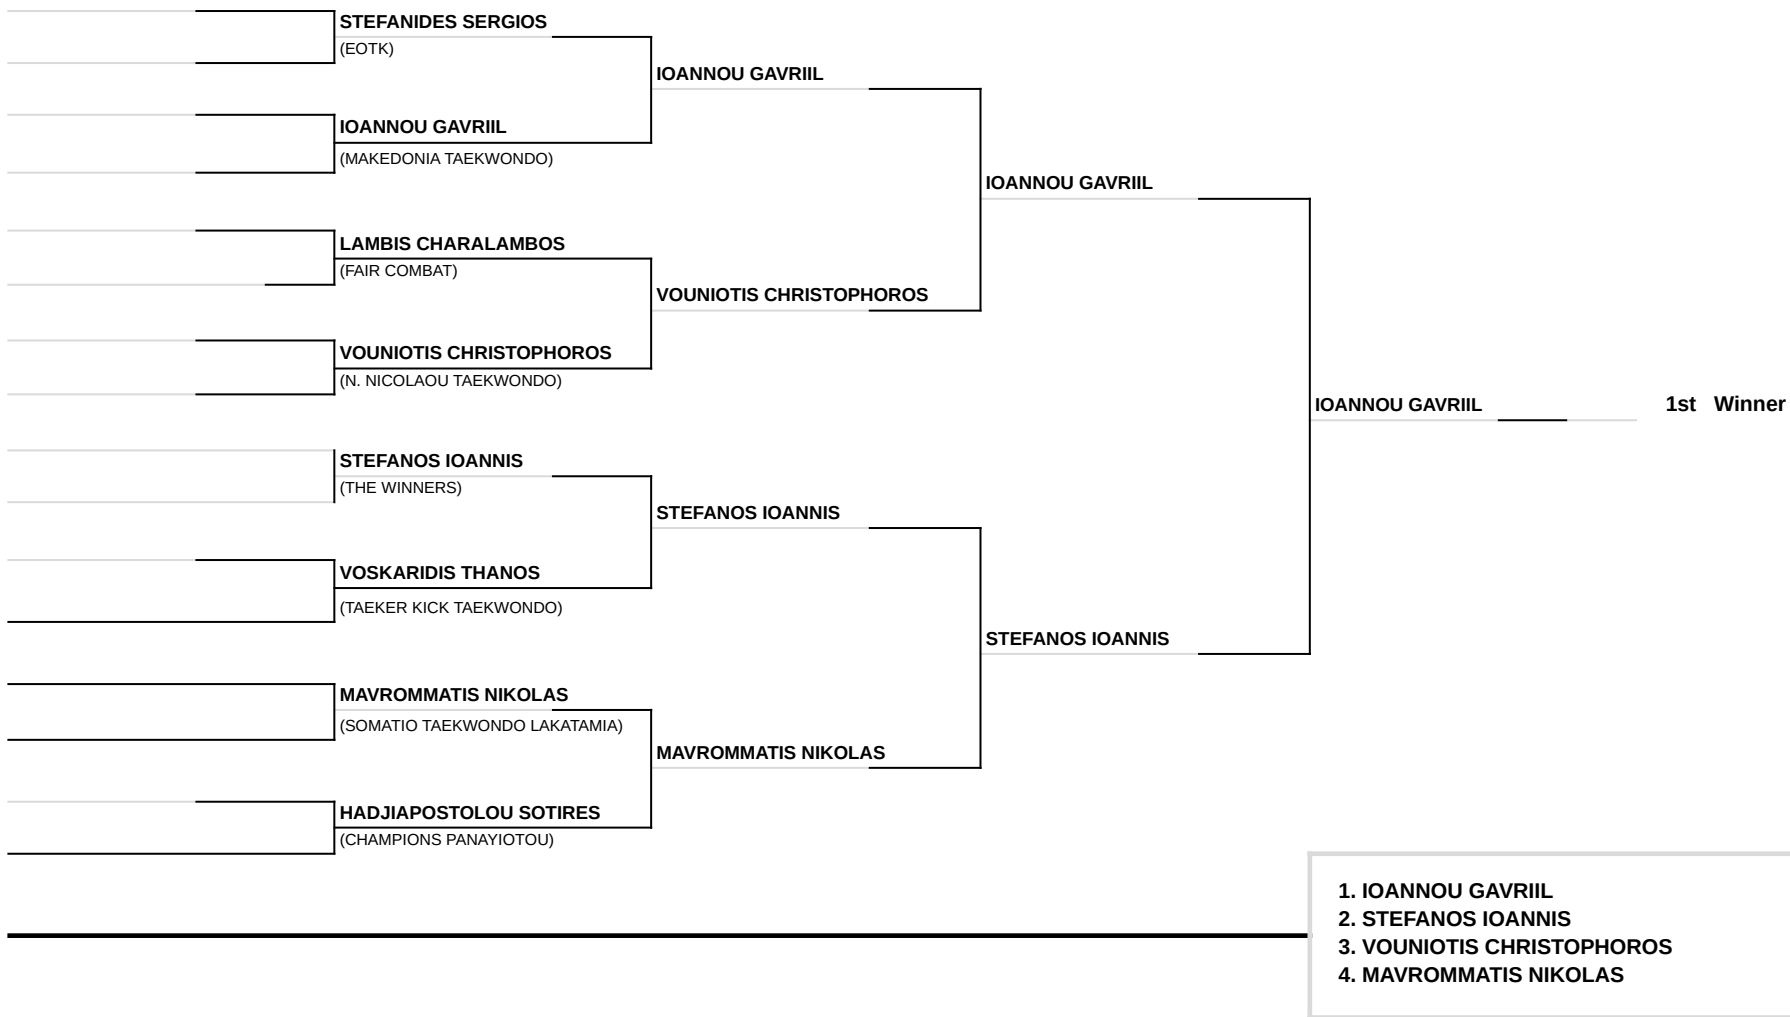 STEFANIDES SERGIOS
(EOTK)
IOANNOU GAVRIIL
IOANNOU GAVRIIL
(MAKEDONIA TAEKWONDO)
IOANNOU GAVRIIL
LAMBIS CHARALAMBOS
(FAIR COMBAT)
VOUNIOTIS CHRISTOPHOROS
VOUNIOTIS CHRISTOPHOROS
(N. NICOLAOU TAEKWONDO)
IOANNOU GAVRIIL 1st Winner
STEFANOS IOANNIS
(THE WINNERS)
STEFANOS IOANNIS
VOSKARIDIS THANOS
(TAEKER KICK TAEKWONDO)
STEFANOS IOANNIS
MAVROMMATIS NIKOLAS
(SOMATIO TAEKWONDO LAKATAMIA)
MAVROMMATIS NIKOLAS
HADJIAPOSTOLOU SOTIRES
(CHAMPIONS PANAYIOTOU)
1. IOANNOU GAVRIIL
2. STEFANOS IOANNIS
3. VOUNIOTIS CHRISTOPHOROS
4. MAVROMMATIS NIKOLAS